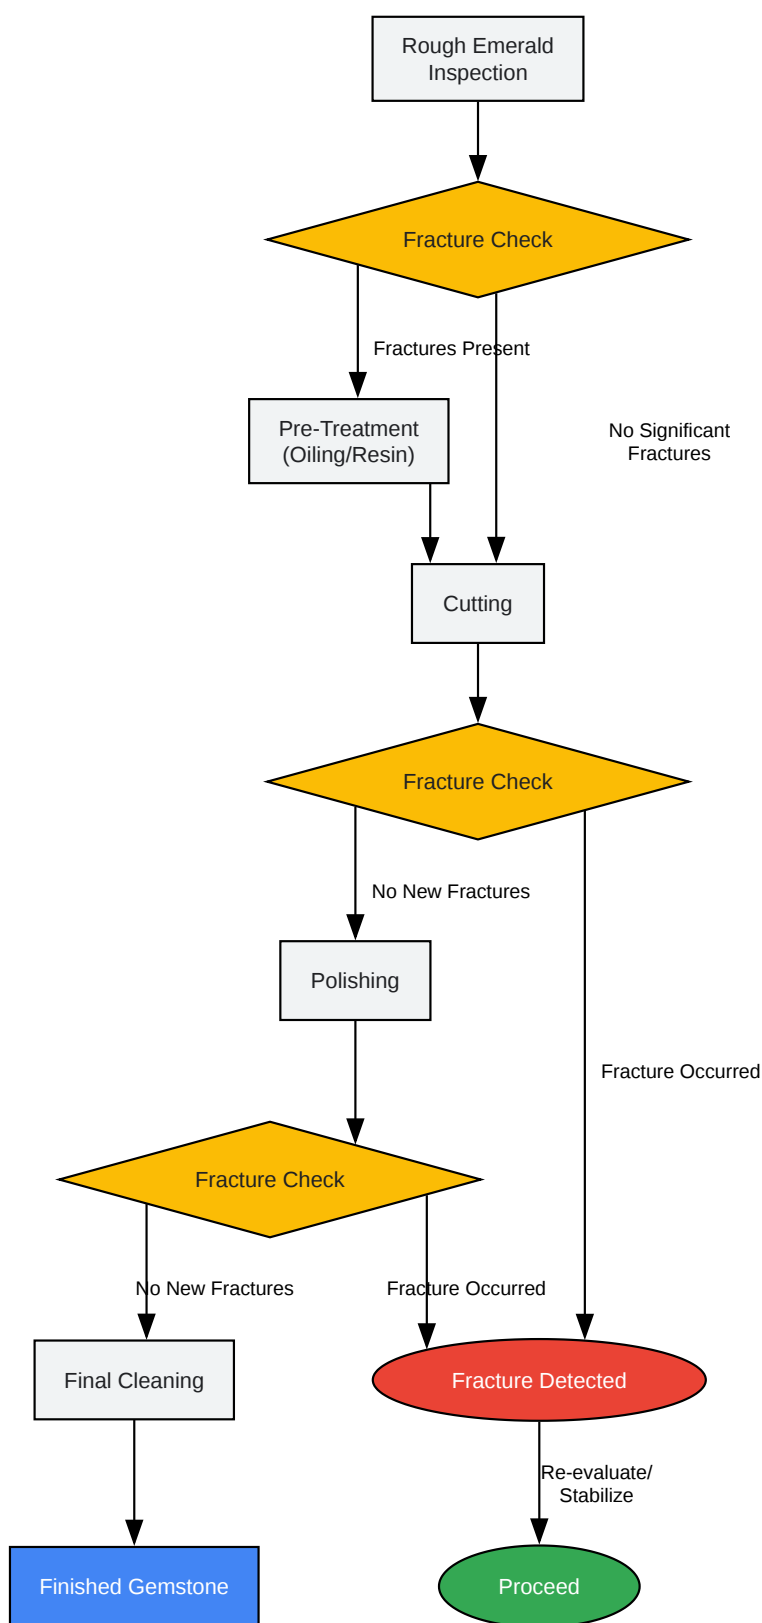 Rough Emerald
Inspection
Fracture Check
Fractures Present
No Significant
Fractures
Pre-Treatment
(Oiling/Resin)
Cutting
Fracture Check
No New Fractures
Polishing
Fracture Occurred
Fracture Check
No New Fractures
Fracture Occurred
Final Cleaning
Fracture Detected
Re-evaluate/
Stabilize
Finished Gemstone
Proceed